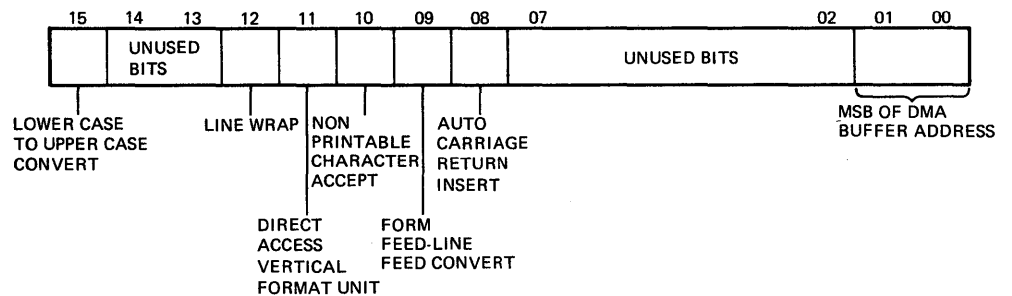 15 14 13 12 11 10 09 08 07 02 01 00
UNUSED
BITS
UNUSED BITS
LOWER CASE
TO UPPER CASE
CONVERT
LINE WRAP
NON
PRINTABLE
CHARACTER
ACCEPT
AUTO
CARRIAGE
RETURN
INSERT
MSB OF DMA
BUFFER ADDRESS
DIRECT
ACCESS
VERTICAL
FORMAT UNIT
FORM
FEED-LINE
FEED CONVERT